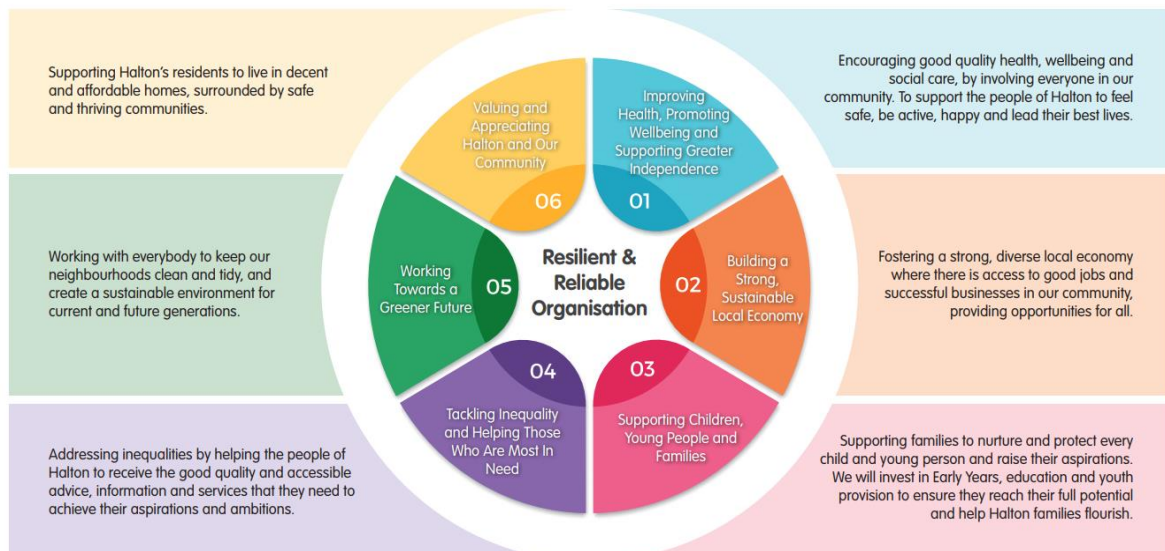 Supporting Halton's residents to live in decent
and affordable homes, surrounded by safe
and thriving communities.
Valuing and
Appreciating
Halton and Our
Community
06
Improving
Health, Promoting
Wellbeing and
Supporting Greater
Independence
01
Encouraging good quality health, wellbeing and
social care, by involving everyone in our
community. To support the people of Halton to feel
safe, be active, happy and lead their best lives.
Working with everybody to keep our
neighbourhoods clean and tidy, and
create a sustainable environment for
current and future generations.
Working
Towards a
Greener Future
05
Resilient &
Reliable
Organisation
02
Building a
Strong,
Sustainable
Local Economy
Fostering a strong, diverse local economy
where there is access to good jobs and
successful businesses in our community,
providing opportunities for all.
Addressing inequalities by helping the people of
Halton to receive the good quality and accessible
advice, information and services that they need to
achieve their aspirations and ambitions.
04
Tackling Inequality
and Helping Those
Who Are Most In
Need
03
Supporting Children,
Young People and
Families
Supporting families to nurture and protect every
child and young person and raise their aspirations.
We will invest in Early Years, education and youth
provision to ensure they reach their full potential
and help Halton families flourish.